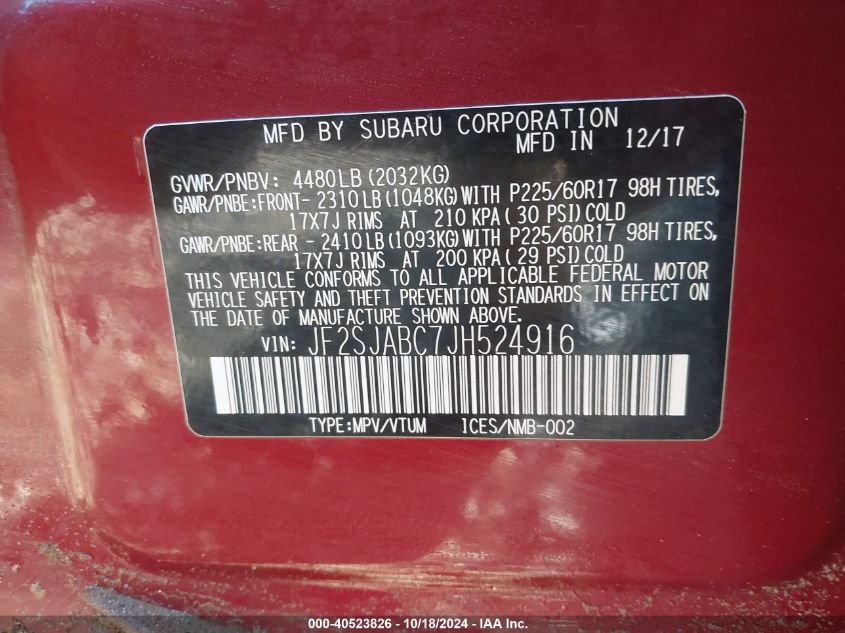 MFD BY SUBARU CORPORATION
MFD IN 12/17
GVWR/PNBV: 4480LB (2032KG)
GAWR/PNBE:FRONT- 2310 LB (1048KG) WITH P225/60R17 98H TIRES,
17X7J RIMS AT 210 KPA ( 30 PSI) COLD
GAWR/PNBE:REAR - 2410 LB (1093KG) WITH P225/60R17 98H TIRES,
17X7J RIMS AT 200 KPA ( 29 PSI) COLD
THIS VEHICLE CONFORMS TO ALL APPLICABLE FEDERAL MOTOR
VEHICLE SAFETY AND THEFT PREVENTION STANDARDS IN EFFECT ON
THE DATE OF MANUFACTURE SHOWN ABOVE.
VIN: JF2SJABC7JH524916
TYPE:MPV/VTUM ICES/NMB-002
000-40523826 - 10/18/2024 - IAA Inc.